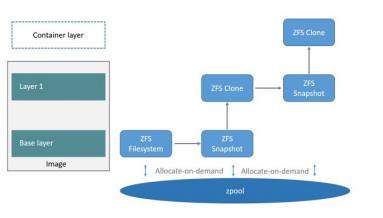 Container layer
ZFS Clone
Layer 1
ZFS Clone
ZFS
Snapshot
Base layer
Image
ZFS
Filesystem
ZFS
Snapshot
Allocate-on-demand
Allocate-on-demand
zpool